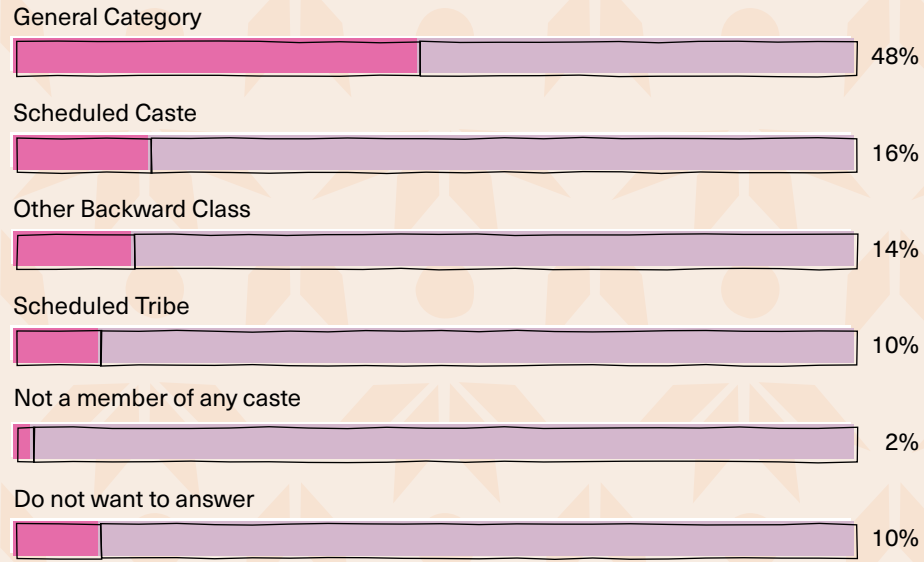 General Category
48%
Scheduled Caste
16%
Other Backward Class
14%
Scheduled Tribe
10%
Not a member of any caste
2%
Do not want to answer
10%